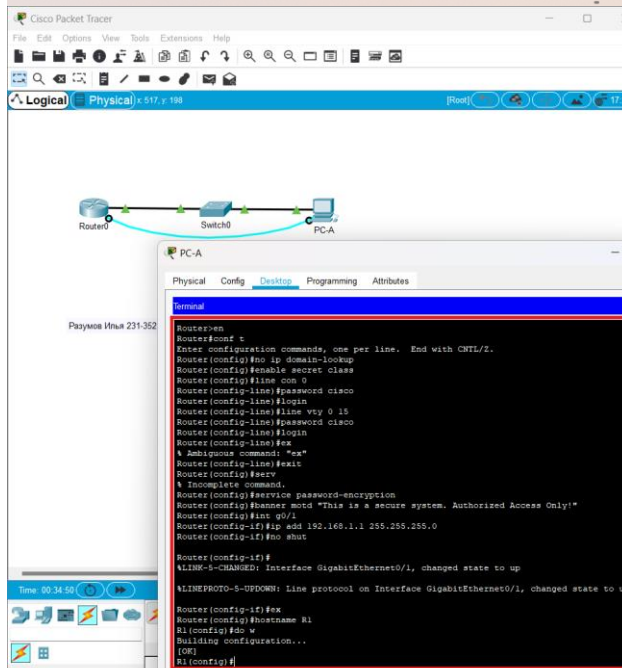 Cisco Packet Tracer
File Edit Options View Tools Extensions Help
Logical Physical x: 517, y: 198 [Root] 17:
Router0 Switch0 PC-A
PC-A
Physical Config Desktop Programming Attributes
Terminal
Разумов Илья 231-352
Router>en
Router#conf t
Enter configuration commands, one per line. End with CNTL/Z.
Router(config)#no ip domain-lookup
Router(config)#enable secret class
Router(config)#line con 0
Router(config-line)#password cisco
Router(config-line)#login
Router(config-line)#line vty 0 15
Router(config-line)#password cisco
Router(config-line)#login
Router(config-line)#ex
% Ambiguous command: "ex"
Router(config-line)#exit
Router(config)#serv
% Incomplete command.
Router(config)#service password-encryption
Router(config)#banner motd "This is a secure system. Authorized Access Only!"
Router(config)#int g0/1
Router(config-if)#ip add 192.168.1.1 255.255.255.0
Router(config-if)#no shut
Router(config-if)#
%LINK-5-CHANGED: Interface GigabitEthernet0/1, changed state to up
%LINEPROTO-5-UPDOWN: Line protocol on Interface GigabitEthernet0/1, changed state to u
Router(config-if)#ex
Router(config)#hostname R1
R1(config)#do w
Building configuration...
[OK]
R1(config)#
Time: 00:34:50